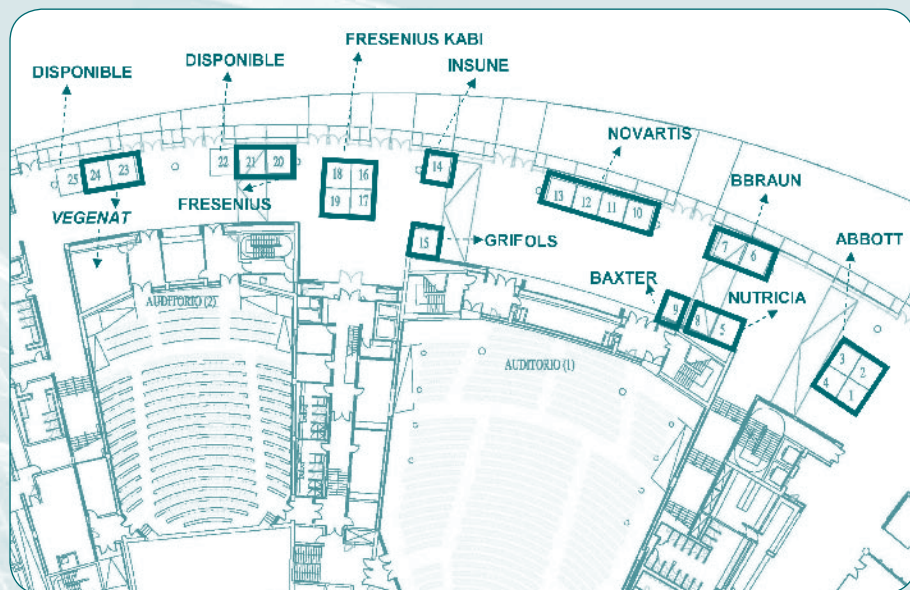 FRESENIUS KABI
DISPONIBLE
INSUNE
DISPONIBLE
NOVARTIS
BBRAUN
ABBOTT
25
24
23
22
21
20
18
16
19
17
14
13
12
11
10
7
6
VEGENAT
FRESENIUS
15
GRIFOLS
BAXTER
NUTRICIA
9
8
5
3
2
4
1
AUDITORIO (2)
AUDITORIO (1)